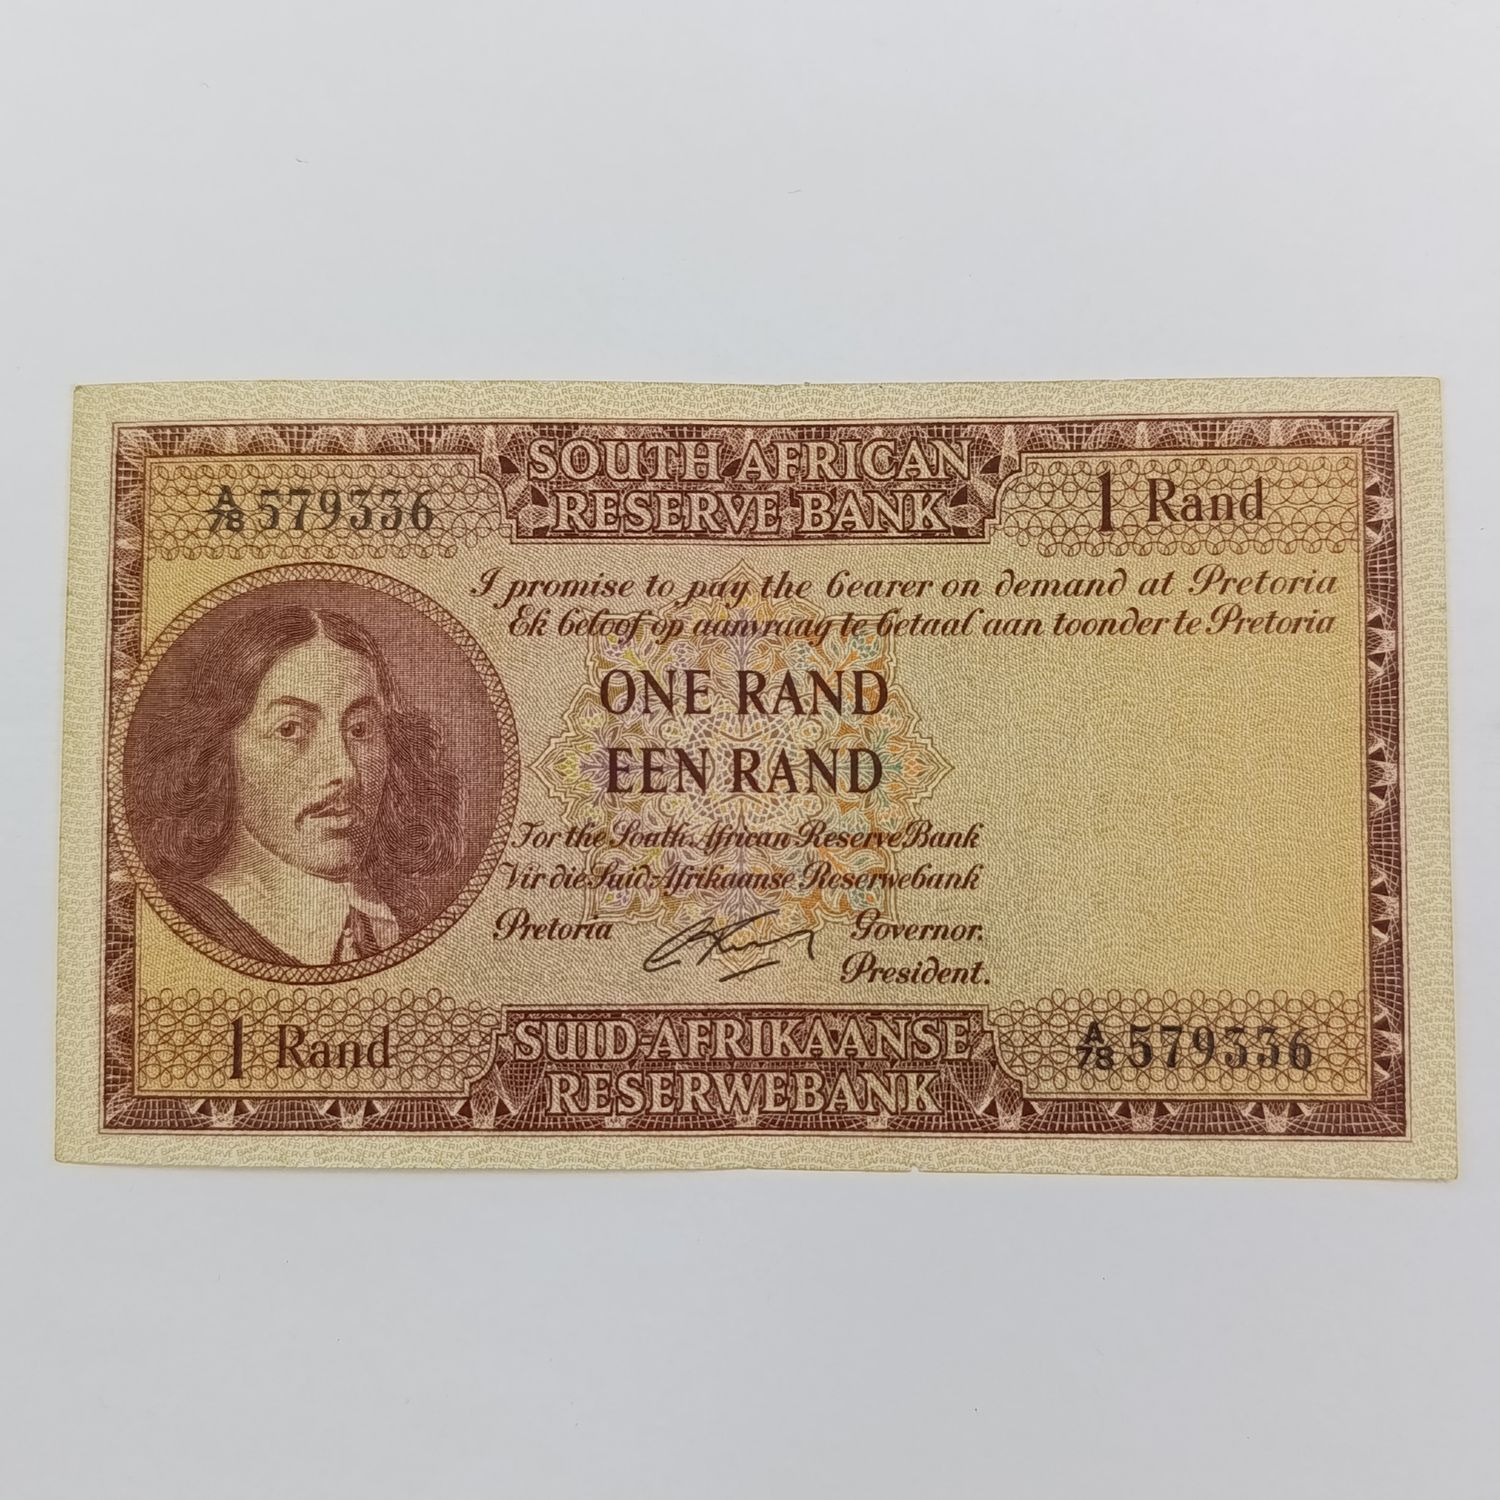 SOUTH AFRICAN
RESERVE BANK
A/78 579336
1 Rand
I promise to pay the bearer on demand at Pretoria
Ek beloof op aanvraag te betaal aan toonder te Pretoria
ONE RAND
EEN RAND
For the South African Reserve Bank
Vir die Suid-Afrikaanse Reserwebank
Pretoria
Governor.
President.
1 Rand
SUID-AFRIKAANSE
RESERWEBANK
A/78 579336